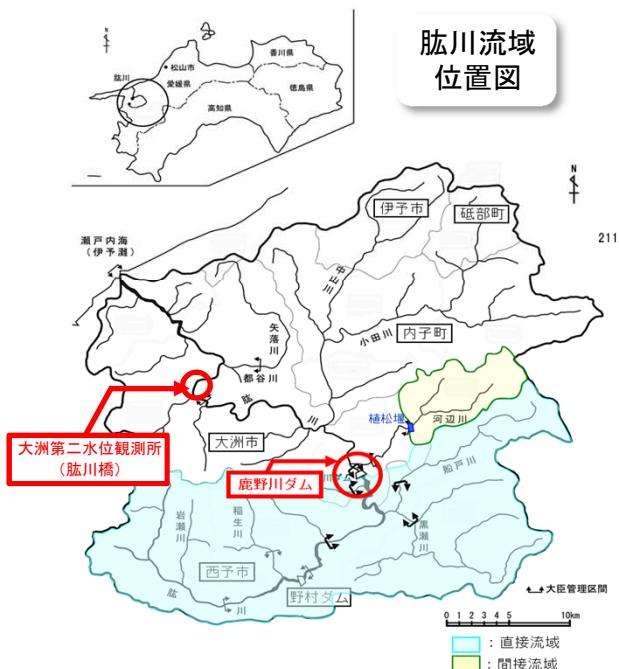 肱川流域
位置図
N
香川県
松山市
肱川
愛媛県
徳島県
高知県
N
伊予市
砥部町
211
瀬戸内海
(伊予灘)
中山川
矢落川
小田川
内子町
都谷川
肱
川
植松堰
河辺川
大洲市
大洲第二水位観測所
(肱川橋)
鹿野川ダム
川ダム
船戸川
岩瀬川
稲生川
黒瀬川
西予市
野村ダム
肱
川
大臣管理区間
0 1 2 3 4 5 10km
:直接流域
:間接流域